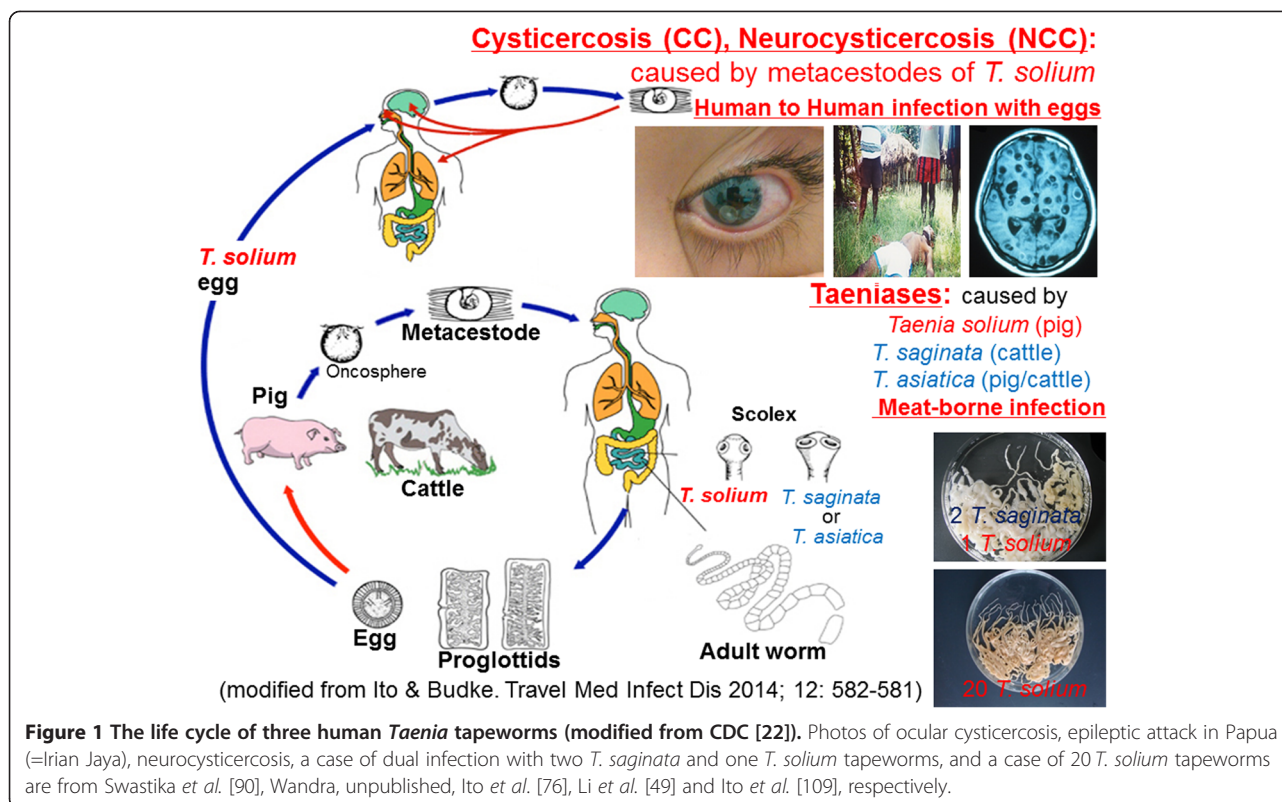 Cysticercosis (CC), Neurocysticercosis (NCC):
caused by metacestodes of T. solium
Human to Human infection with eggs
T. solium
egg
Metacestode
Oncosphere
Pig
Cattle
Taeniases: caused by
Taenia solium (pig)
T. saginata (cattle)
T. asiatica (pig/cattle)
Meat-borne infection
Scolex
T. solium
T. saginata
or
T. asiatica
2 T. saginata
1 T. solium
20 T. solium
Egg
Proglottids
Adult worm
(modified from Ito & Budke. Travel Med Infect Dis 2014; 12: 582-581)
Figure 1 The life cycle of three human Taenia tapeworms (modified from CDC [22]). Photos of ocular cysticercosis, epileptic attack in Papua
(=Irian Jaya), neurocysticercosis, a case of dual infection with two T. saginata and one T. solium tapeworms, and a case of 20 T. solium tapeworms
are from Swastika et al. [90], Wandra, unpublished, Ito et al. [76], Li et al. [49] and Ito et al. [109], respectively.